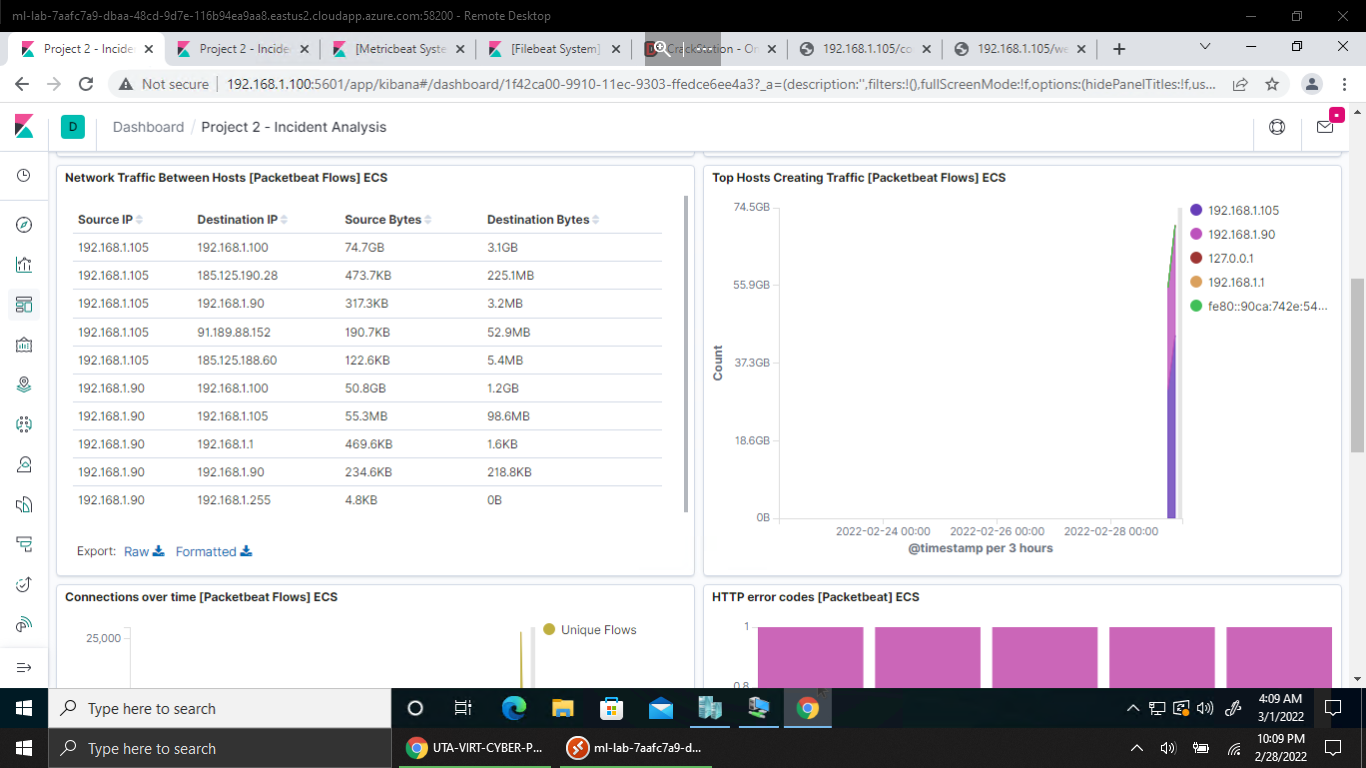 ml-lab-7aafc7a9-dbaa-48cd-9d7e-116b94ea9aa8.eastus2.cloudapp.azure.com:58200 - Remote Desktop
Project 2 - Incide
Project 2 - Incide
[Metricbeat Syste
[Filebeat System]
192.168.1.105/co
192.168.1.105/we
Not secure
192.168.1.100:5601/app/kibana#/dashboard/1f42ca00-9910-11ec-9303-ffedce6ee4a3?_a=(description:'',filters:!(),fullScreenMode:!f,options:(hidePanelTitles:!f,us...
D
Dashboard / Project 2 - Incident Analysis
Network Traffic Between Hosts [Packetbeat Flows] ECS
Source IP Destination IP Source Bytes Destination Bytes
192.168.1.105 192.168.1.100 74.7GB 3.1GB
192.168.1.105 185.125.190.28 473.7KB 225.1MB
192.168.1.105 192.168.1.90 317.3KB 3.2MB
192.168.1.105 91.189.88.152 190.7KB 52.9MB
192.168.1.105 185.125.188.60 122.6KB 5.4MB
192.168.1.90 192.168.1.100 50.8GB 1.2GB
192.168.1.90 192.168.1.105 55.3MB 98.6MB
192.168.1.90 192.168.1.1 469.6KB 1.6KB
192.168.1.90 192.168.1.90 234.6KB 218.8KB
192.168.1.90 192.168.1.255 4.8KB 0B
Export: Raw Formatted
Top Hosts Creating Traffic [Packetbeat Flows] ECS
74.5GB
55.9GB
37.3GB
18.6GB
0B
Count
2022-02-24 00:00 2022-02-26 00:00 2022-02-28 00:00
@timestamp per 3 hours
192.168.1.105
192.168.1.90
127.0.0.1
192.168.1.1
fe80::90ca:742e:54...
Connections over time [Packetbeat Flows] ECS
25,000
Unique Flows
HTTP error codes [Packetbeat] ECS
1
0.8
Type here to search
4:09 AM
3/1/2022
Type here to search
UTA-VIRT-CYBER-P...
ml-lab-7aafc7a9-d...
10:09 PM
2/28/2022